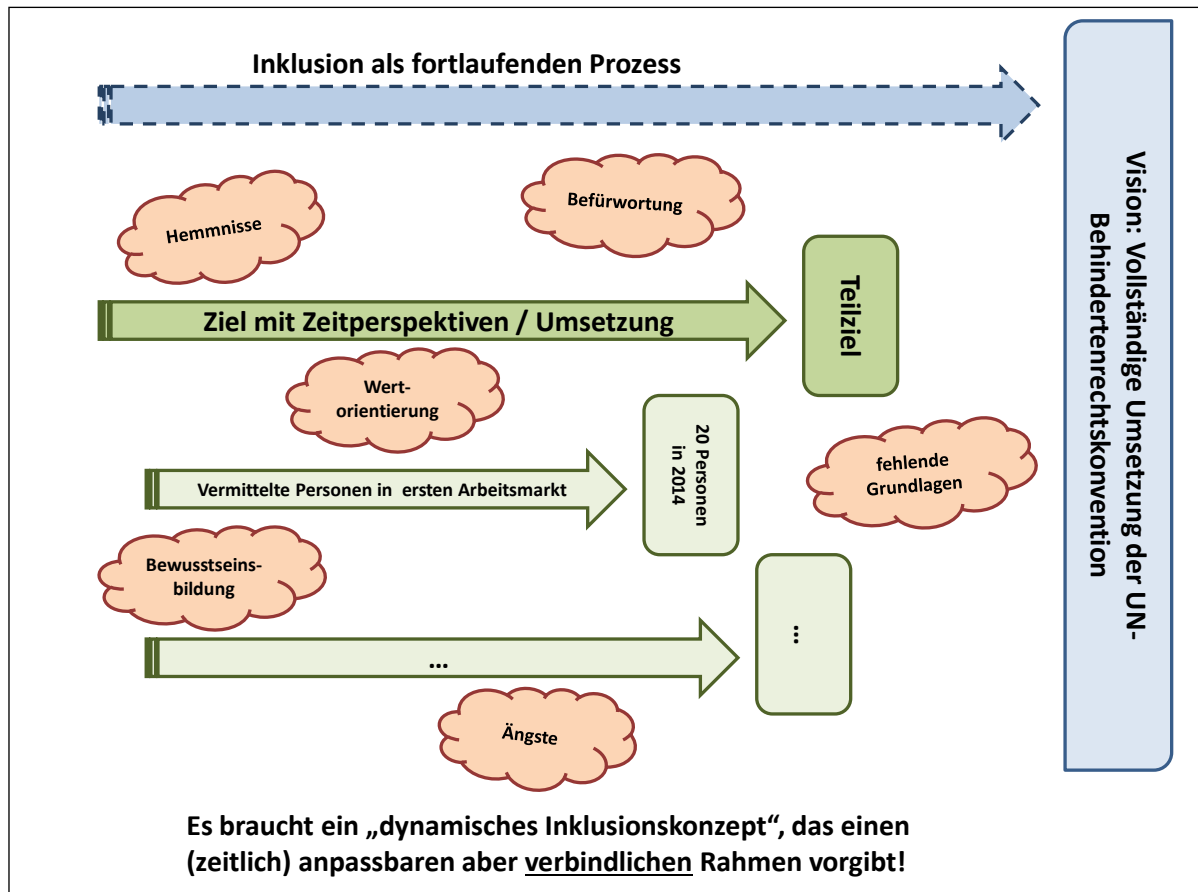 Inklusion als fortlaufenden Prozess
Vision: Vollständige Umsetzung der UN-
Behindertenrechtskonvention
Hemmnisse
Befürwortung
Ziel mit Zeitperspektiven / Umsetzung
Teilziel
Wert-
orientierung
20 Personen
in 2014
fehlende
Grundlagen
Vermittelte Personen in  ersten Arbeitsmarkt
Bewusstseins-
bildung
...
...
Ängste
Es braucht ein „dynamisches Inklusionskonzept“, das einen
(zeitlich) anpassbaren aber verbindlichen Rahmen vorgibt!